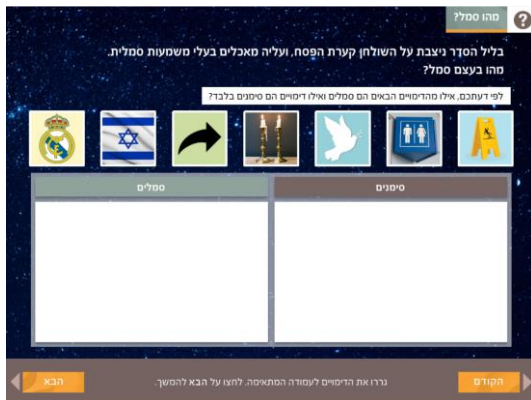 מהו סמל?
?
בליל הסדר ניצבת על השולחן קערת הפסח, ועליה מאכלים בעלי משמעות סמלית.
מהו בעצם סמל?
לפי דעתכם, אילו מהדימויים הבאים הם סמלים ואילו דימויים הם סימנים בלבד?
סימנים
סמלים
הקודם
גררו את הדימויים לעמודה המתאימה. לחצו על הבא להמשך.
הבא